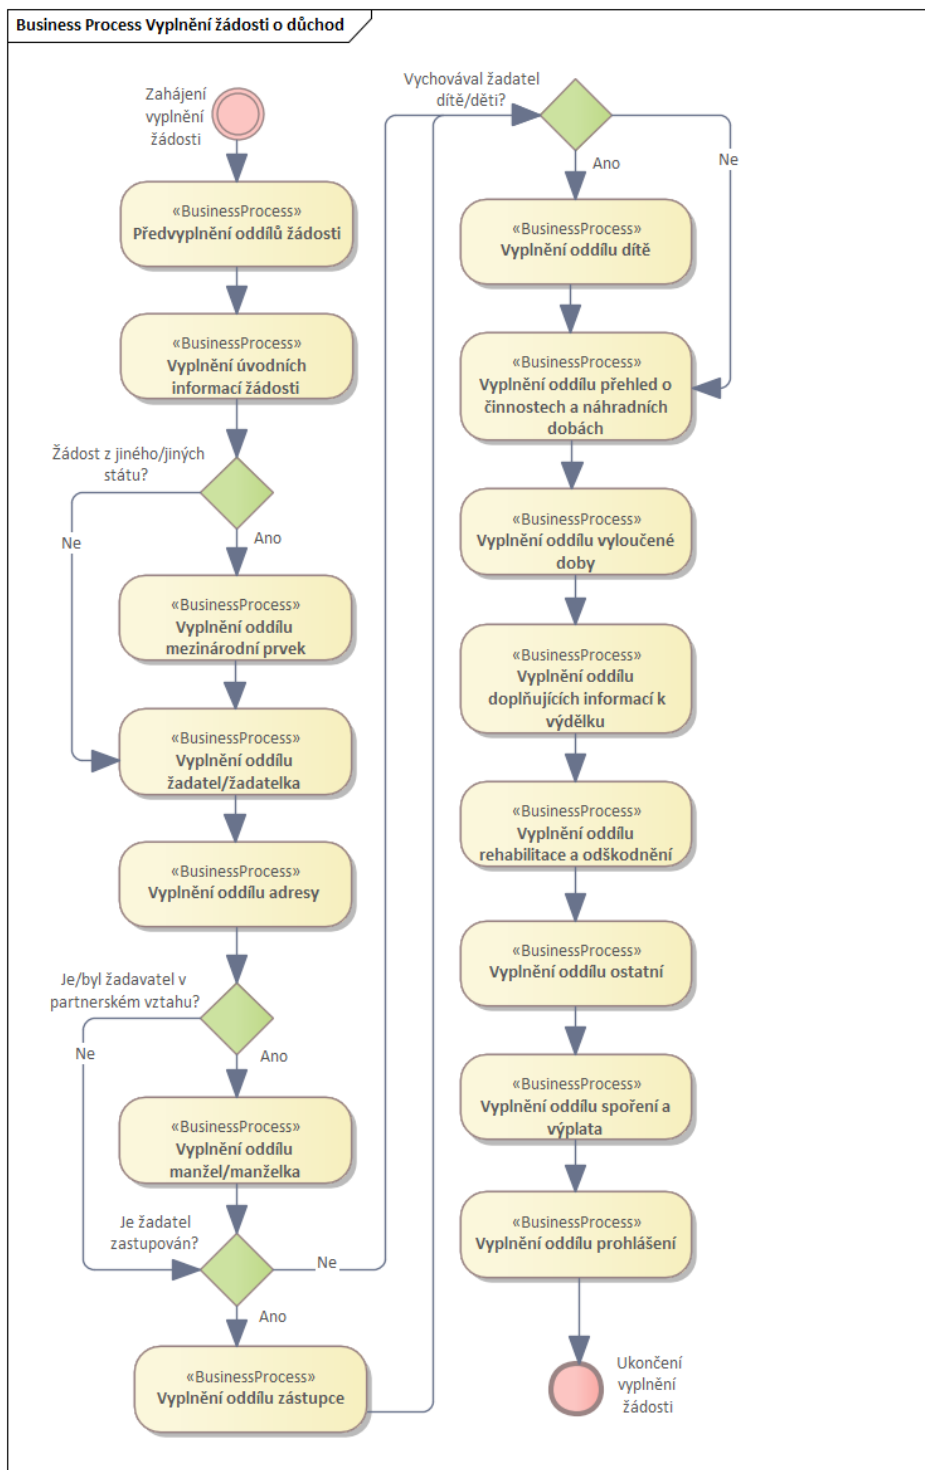 Business Process Vyplnění žádosti o důchod
Zahájení
vyplnění
žádosti
«BusinessProcess»
Předvyplnění oddílů žádosti
«BusinessProcess»
Vyplnění úvodních
informací žádosti
Žádost z jiného/jiných
státu?
Ne
Ano
«BusinessProcess»
Vyplnění oddílu
mezinárodní prvek
«BusinessProcess»
Vyplnění oddílu
žadatel/žadatelka
«BusinessProcess»
Vyplnění oddílu adresy
Je/byl žadavatel v
partnerském vztahu?
Ne
Ano
«BusinessProcess»
Vyplnění oddílu
manžel/manželka
Je žadatel
zastupován?
Ne
Ano
«BusinessProcess»
Vyplnění oddílu zástupce
Vychovával žadatel
dítě/děti?
Ano
Ne
«BusinessProcess»
Vyplnění oddílu dítě
«BusinessProcess»
Vyplnění oddílu přehled o
činnostech a náhradních
dobách
«BusinessProcess»
Vyplnění oddílu vyloučené
doby
«BusinessProcess»
Vyplnění oddílu
doplňujících informací k
výdělku
«BusinessProcess»
Vyplnění oddílu
rehabilitace a odškodnění
«BusinessProcess»
Vyplnění oddílu ostatní
«BusinessProcess»
Vyplnění oddílu spoření a
výplata
«BusinessProcess»
Vyplnění oddílu prohlášení
Ukončení
vyplnění
žádosti